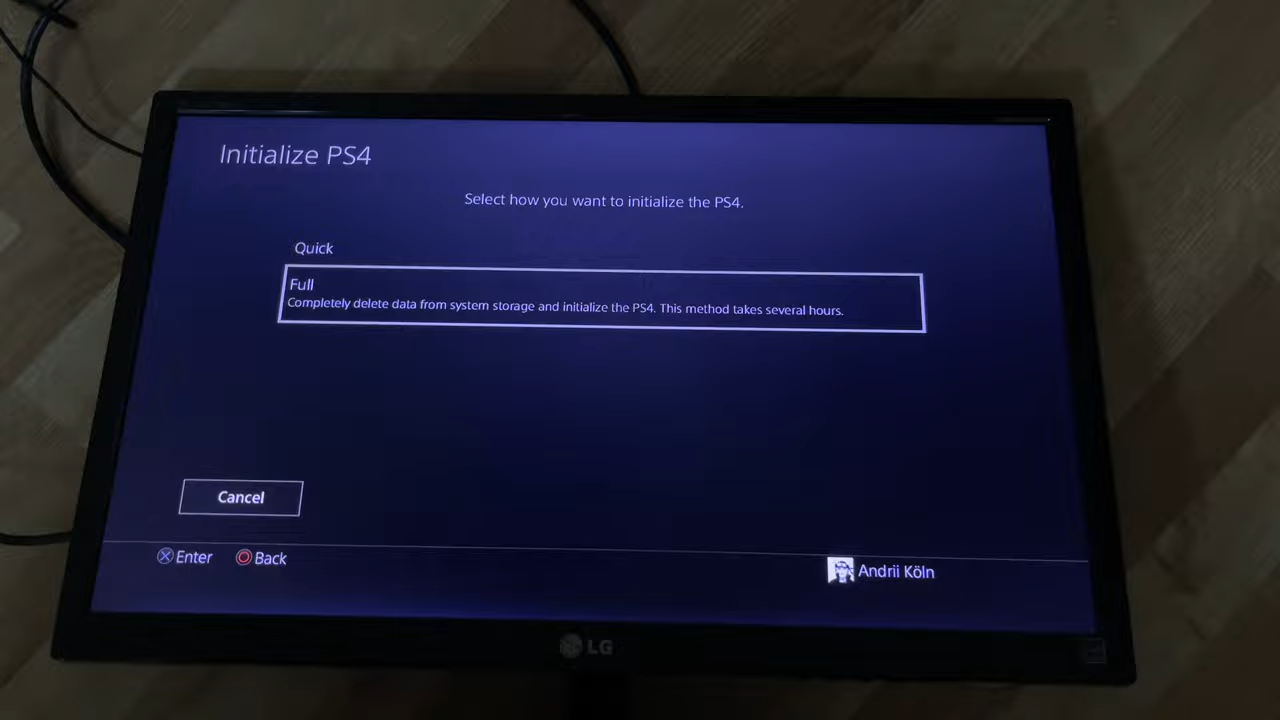 Initialize PS4
Select how you want to initialize the PS4.
Quick
Full
Completely delete data from system storage and initialize the PS4. This method takes several hours.
Cancel
Enter
Back
Andrii Köln
LG